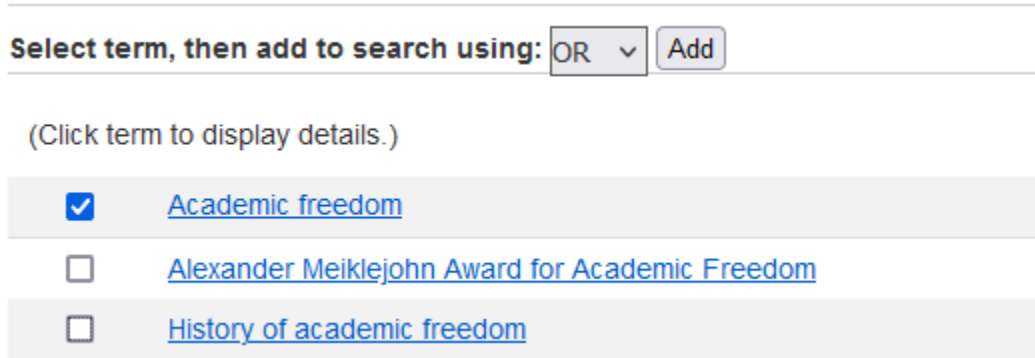 Select term, then add to search using: OR Add
(Click term to display details.)
Academic freedom
Alexander Meiklejohn Award for Academic Freedom
History of academic freedom